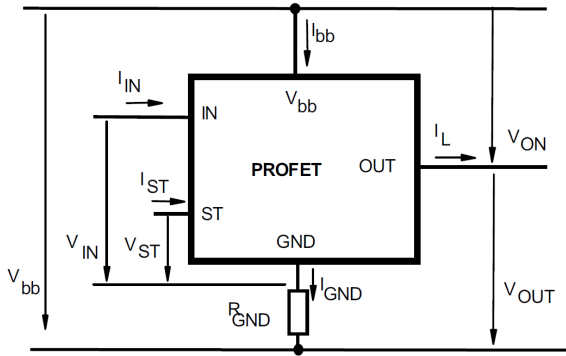 Ibb
IIN
Vbb
IN
IL
VON
PROFET
OUT
IST
ST
VIN
VST
GND
Vbb
IGND
RGND
VOUT